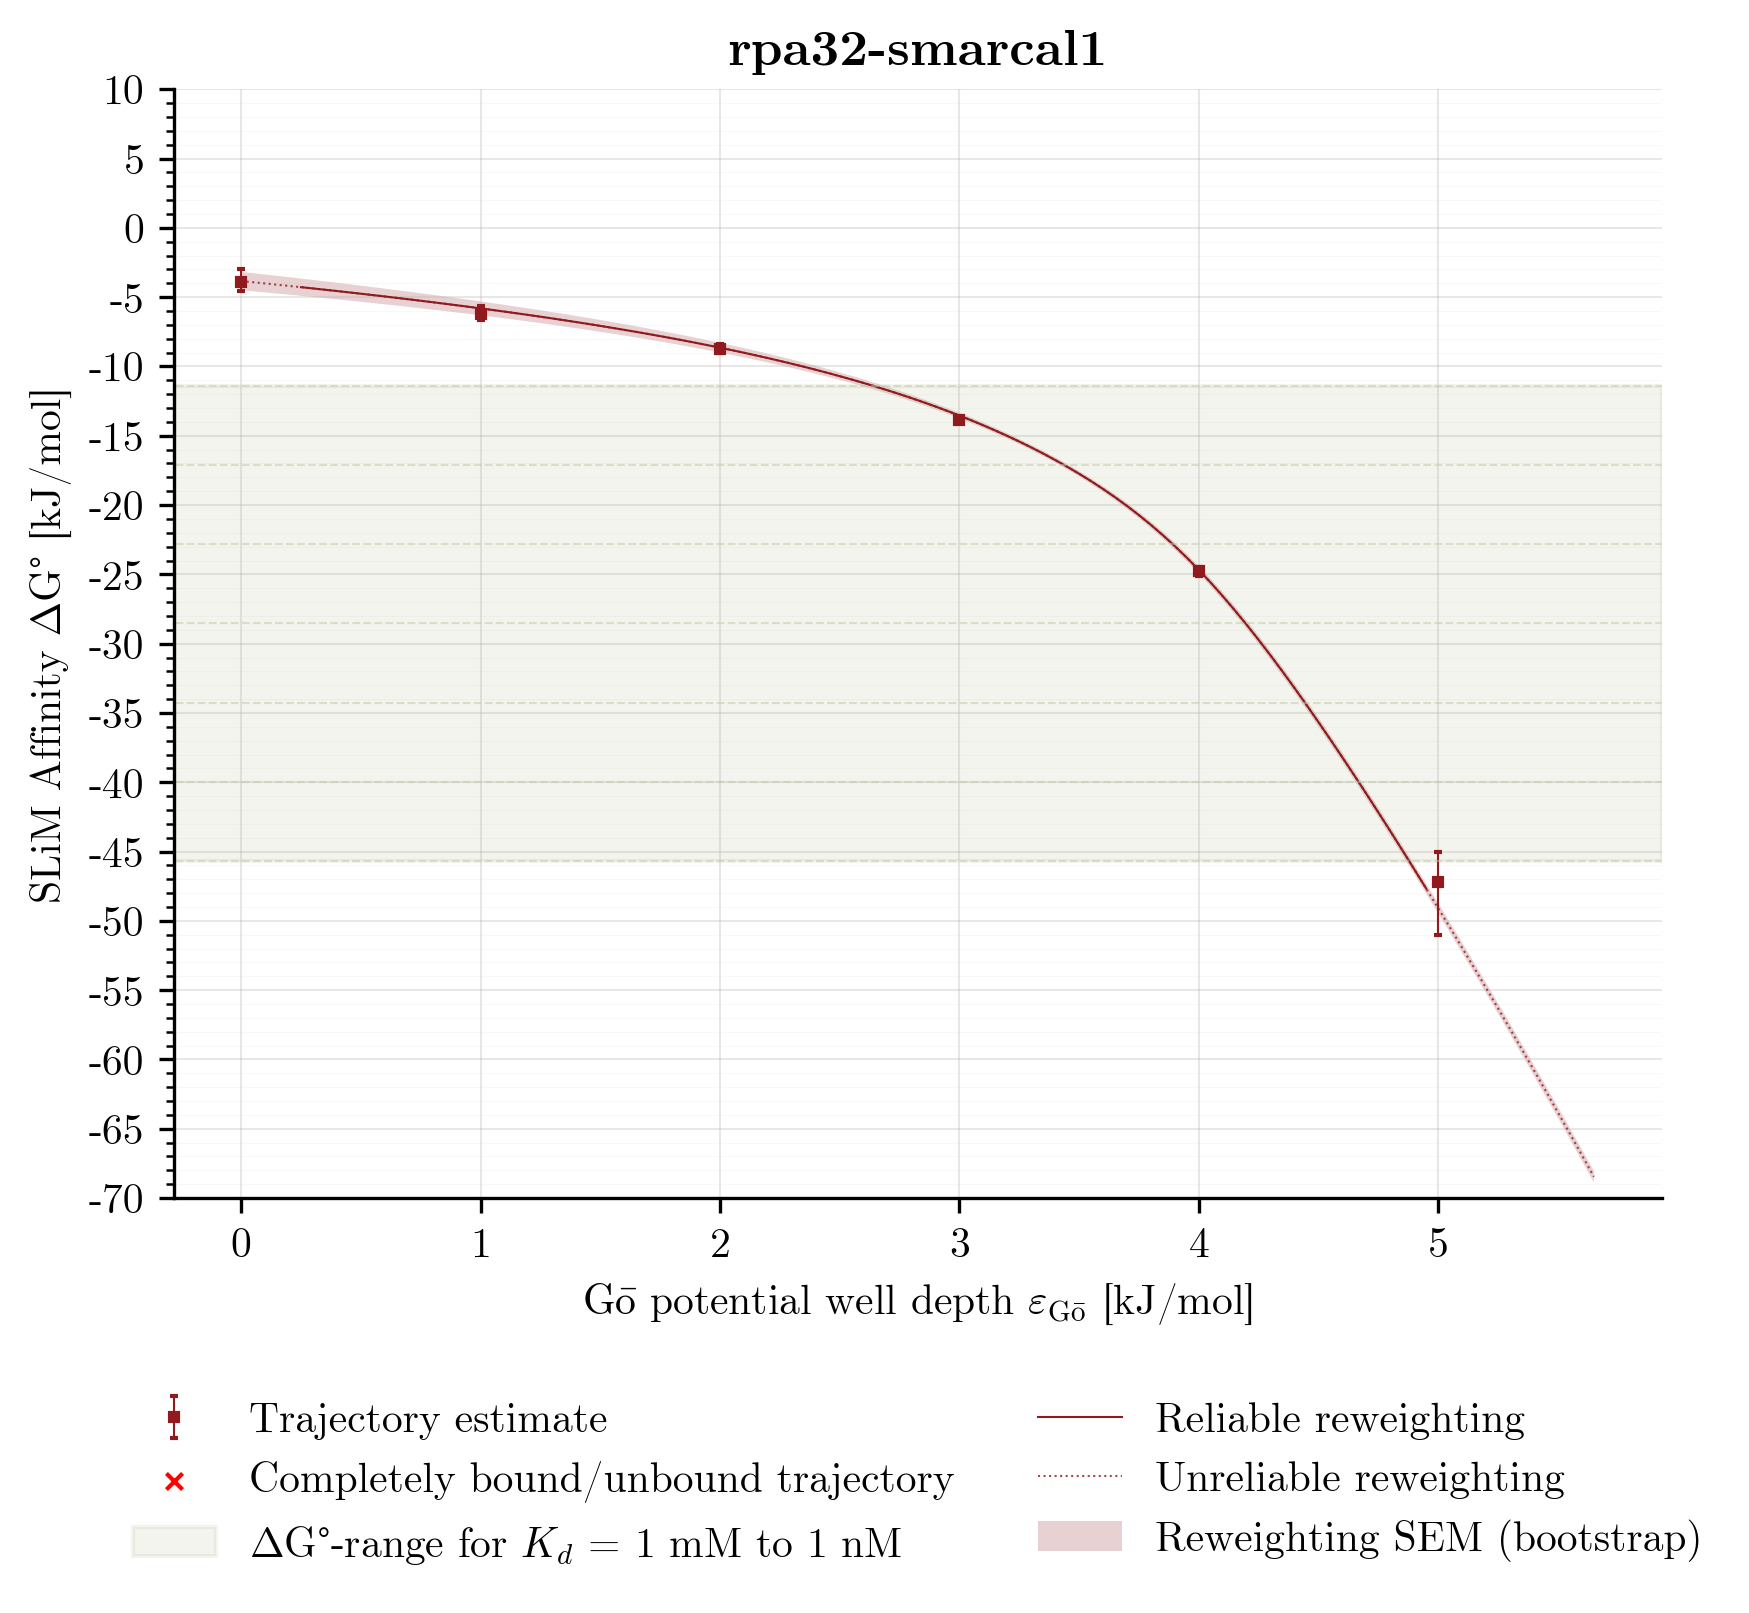 rpa32-smarcal1
SLiM Affinity ΔG° [kJ/mol]
10
5
0
-5
-10
-15
-20
-25
-30
-35
-40
-45
-50
-55
-60
-65
-70
0 1 2 3 4 5
Gō potential well depth εGō [kJ/mol]
Trajectory estimate
Completely bound/unbound trajectory
ΔG°-range for Kd = 1 mM to 1 nM
Reliable reweighting
Unreliable reweighting
Reweighting SEM (bootstrap)